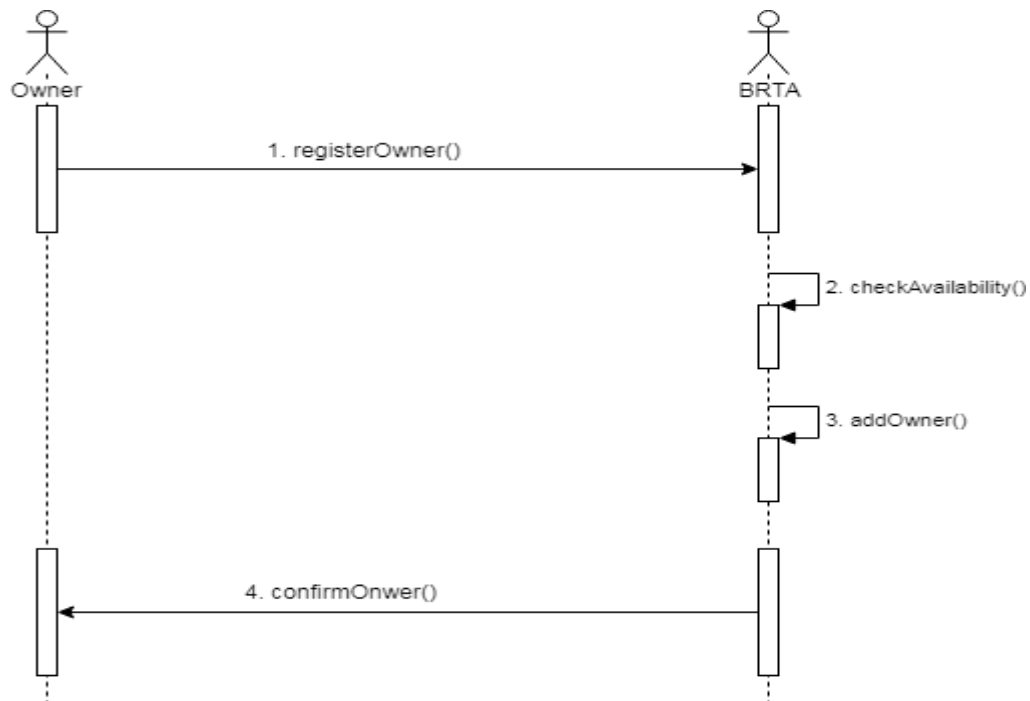 Owner
BRTA
1. registerOwner()
2. checkAvailability()
3. addOwner()
4. confirmOnwer()